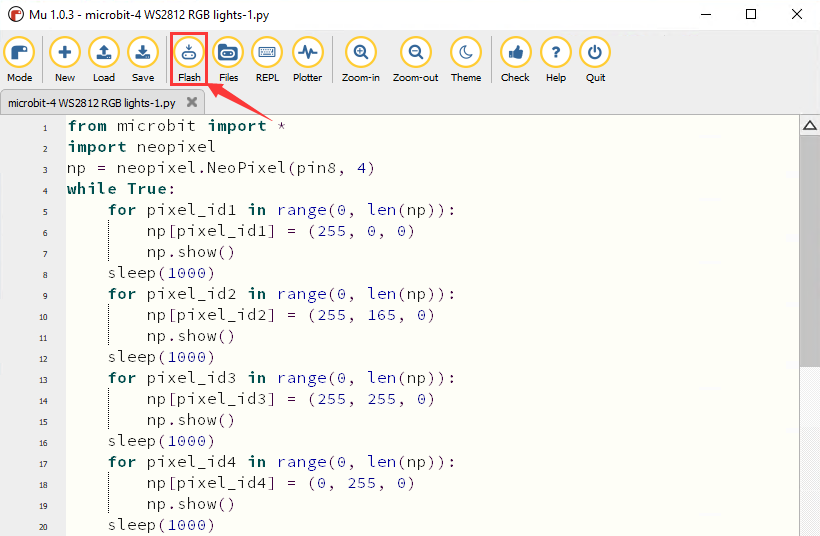 Mu 1.0.3 - microbit-4 WS2812 RGB lights-1.py
Mode New Load Save Flash Files REPL Plotter Zoom-in Zoom-out Theme Check Help Quit
microbit-4 WS2812 RGB lights-1.py
1 from microbit import *
2 import neopixel
3 np = neopixel.NeoPixel(pin8, 4)
4 while True:
5     for pixel_id1 in range(0, len(np)):
6         np[pixel_id1] = (255, 0, 0)
7         np.show()
8     sleep(1000)
9     for pixel_id2 in range(0, len(np)):
10         np[pixel_id2] = (255, 165, 0)
11         np.show()
12     sleep(1000)
13     for pixel_id3 in range(0, len(np)):
14         np[pixel_id3] = (255, 255, 0)
15         np.show()
16     sleep(1000)
17     for pixel_id4 in range(0, len(np)):
18         np[pixel_id4] = (0, 255, 0)
19         np.show()
20     sleep(1000)